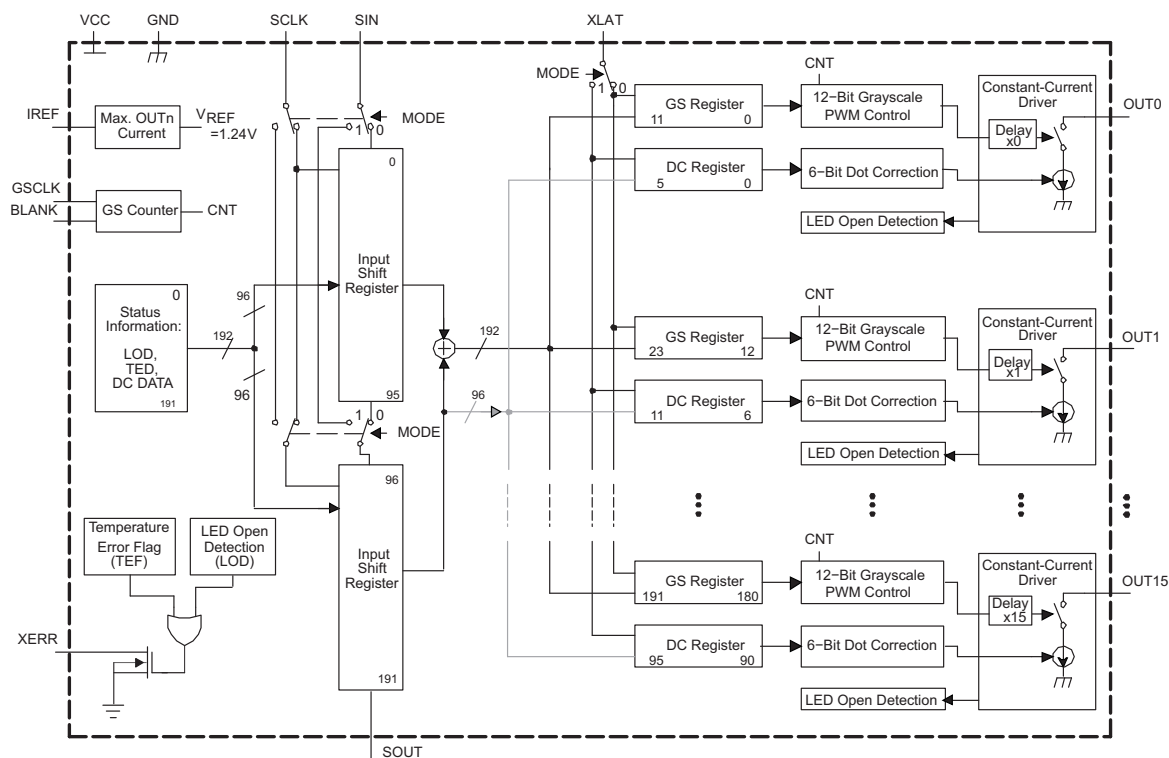 VCC GND SCLK SIN XLAT
MODE 1 0
CNT
IREF
Max. OUTn
Current
VREF
=1.24V
1 0 MODE
GS Register
11 0
12−Bit Grayscale
PWM Control
Constant-Current
Driver
Delay
x0
OUT0
DC Register
5 0
6−Bit Dot Correction
LED Open Detection
GSCLK
BLANK
GS Counter
CNT
0
Input
Shift
Register
95
0
Status
Information:
LOD,
TED,
DC DATA
191
192
96
96
192
96
CNT
GS Register
23 12
12−Bit Grayscale
PWM Control
Constant-Current
Driver
Delay
x1
OUT1
DC Register
11 6
6−Bit Dot Correction
LED Open Detection
1 0 MODE
96
Input
Shift
Register
191
Temperature
Error Flag
(TEF)
LED Open
Detection
(LOD)
XERR
CNT
GS Register
191 180
12−Bit Grayscale
PWM Control
Constant-Current
Driver
Delay
x15
OUT15
DC Register
95 90
6−Bit Dot Correction
LED Open Detection
SOUT